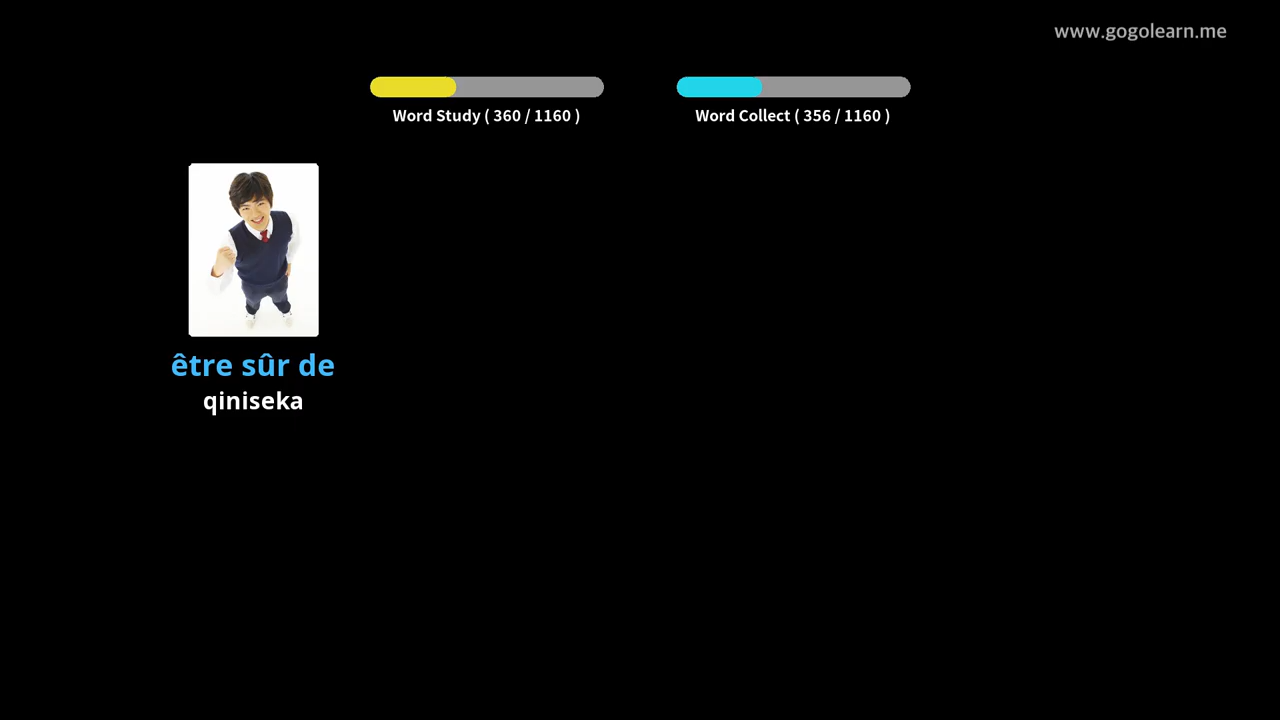 www.gogolearn.me
Word Study ( 360 / 1160 )
Word Collect ( 356 / 1160 )
être sûr de
qiniseka